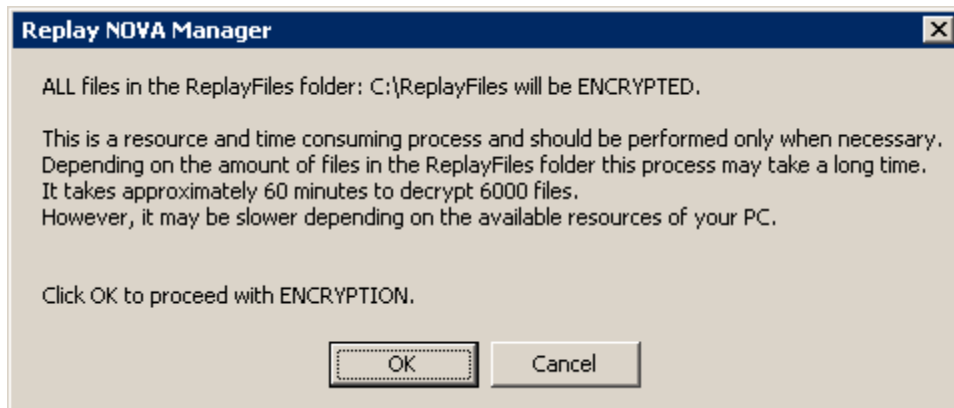 Replay NOVA Manager
ALL files in the ReplayFiles folder: C:\ReplayFiles will be ENCRYPTED.
This is a resource and time consuming process and should be performed only when necessary.
Depending on the amount of files in the ReplayFiles folder this process may take a long time.
It takes approximately 60 minutes to decrypt 6000 files.
However, it may be slower depending on the available resources of your PC.
Click OK to proceed with ENCRYPTION.
OK Cancel